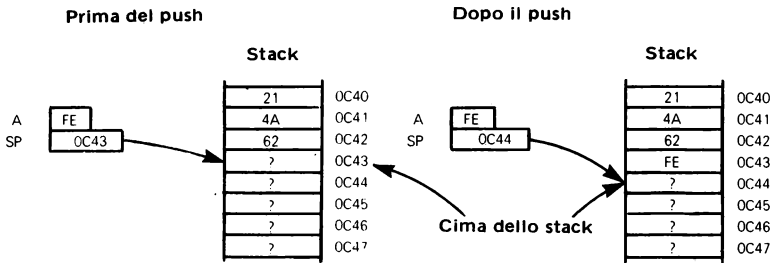 Prima del push
Dopo il push
Stack
Stack
21 0C40 21 0C40
A FE 4A 0C41 A FE 4A 0C41
SP 0C43 62 0C42 SP 0C44 62 0C42
? 0C43 FE 0C43
? 0C44 ? 0C44
? 0C45 ? 0C45
? 0C46 ? 0C46
? 0C47 ? 0C47
Cima dello stack